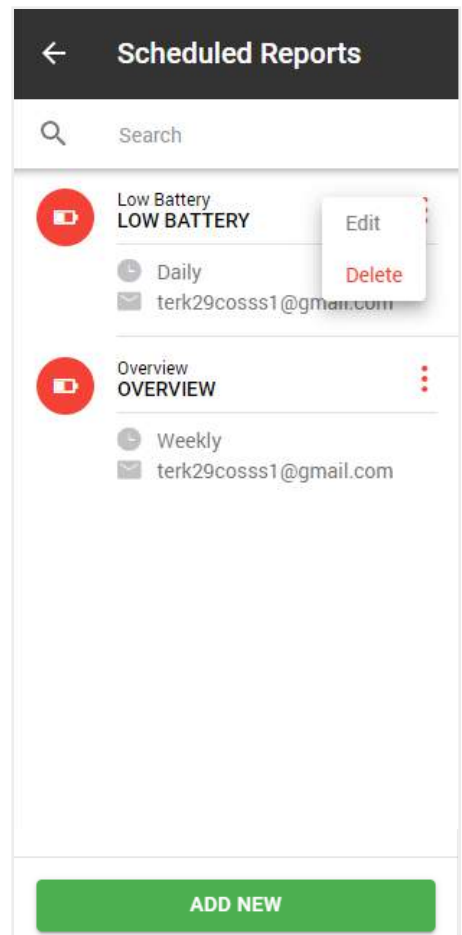 Scheduled Reports
Search
Low Battery
LOW BATTERY
Edit
Daily
Delete
terk29cosss1@gmail.com
Overview
OVERVIEW
Weekly
terk29cosss1@gmail.com
ADD NEW